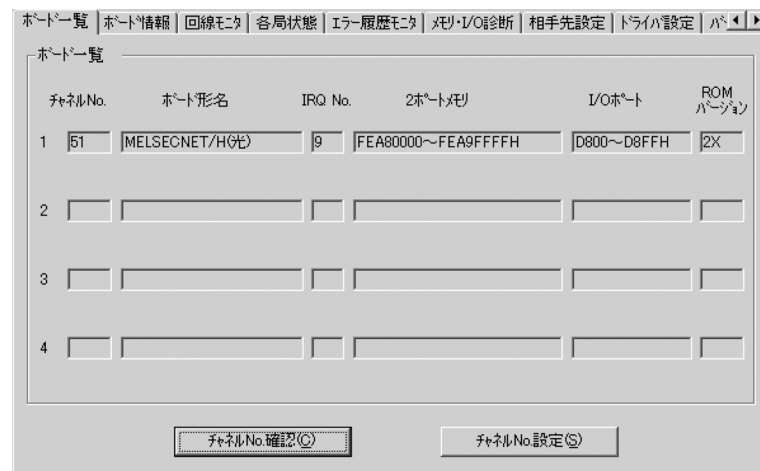 ﾎﾞｰﾄﾞ一覧 ﾎﾞｰﾄﾞ情報 回線ﾓﾆﾀ 各局状態 ｴﾗｰ履歴ﾓﾆﾀ ﾒﾓﾘ･I/O診断 相手先設定 ﾄﾞﾗｲﾊﾞ設定
ﾎﾞｰﾄﾞ一覧
ﾁｬﾈﾙNo. ﾎﾞｰﾄﾞ形名 IRQ No. 2ﾎﾟｰﾄﾒﾓﾘ I/Oﾎﾟｰﾄ ROM ﾊﾞｰｼﾞｮﾝ
1 51 MELSECNET/H(光) 9 FEA80000～FEA9FFFFH D800～D8FFH 2X
2
3
4
ﾁｬﾈﾙNo.確認(C) ﾁｬﾈﾙNo.設定(S)